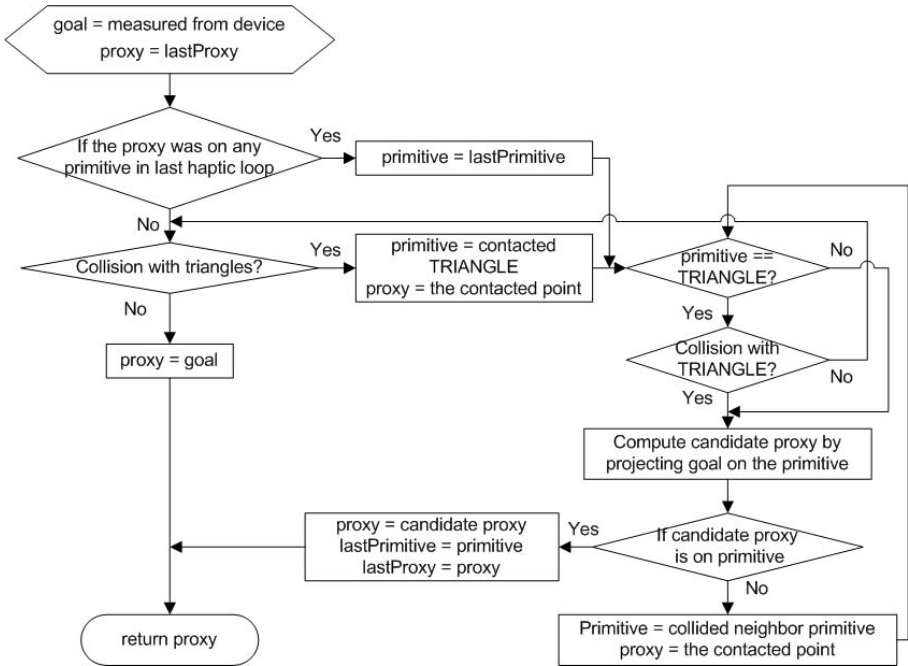 goal = measured from device
proxy = lastProxy
If the proxy was on any
primitive in last haptic loop
Yes
primitive = lastPrimitive
No
Collision with triangles?
Yes
primitive = contacted
TRIANGLE
proxy = the contacted point
primitive ==
TRIANGLE?
No
No
Yes
proxy = goal
Collision with
TRIANGLE?
No
Yes
Compute candidate proxy by
projecting goal on the primitive
proxy = candidate proxy
lastPrimitive = primitive
lastProxy = proxy
Yes
If candidate proxy
is on primitive
No
return proxy
Primitive = collided neighbor primitive
proxy = the contacted point